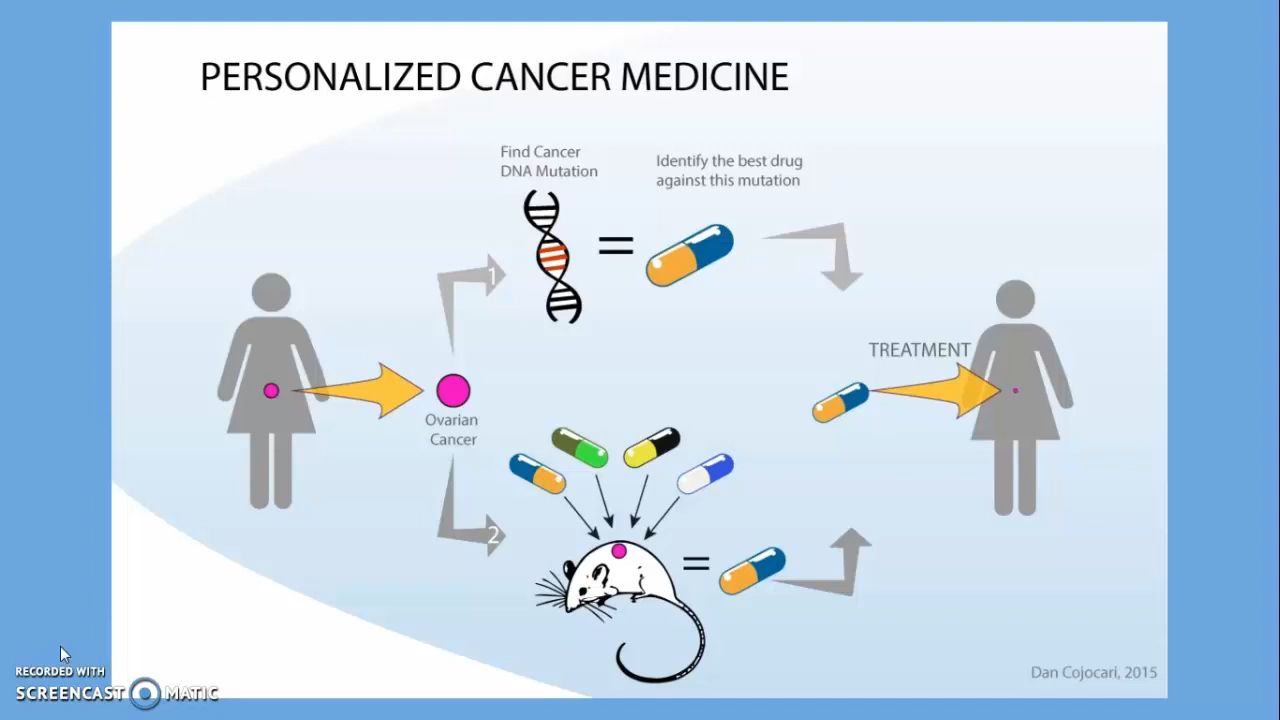 PERSONALIZED CANCER MEDICINE
Find Cancer
DNA Mutation
Identify the best drug
against this mutation
1
TREATMENT
Ovarian
Cancer
2
Dan Cojocari, 2015
RECORDED WITH
SCREENCAST MATIC